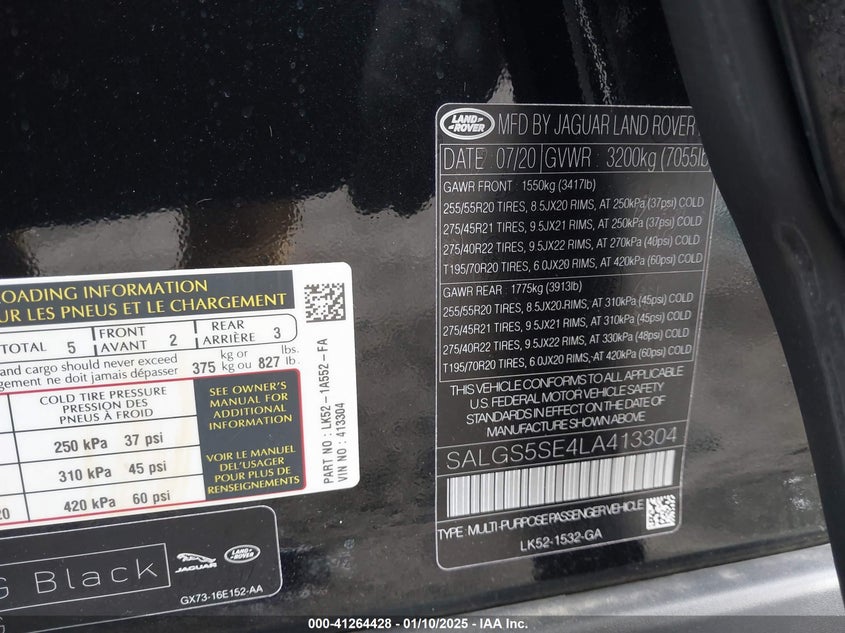 LAND ROVER MFD BY JAGUAR LAND ROVER
DATE 07/20 GVWR 3200kg (7055lb
GAWR FRONT 1550kg (3417lb)
255/55R20 TIRES, 8.5JX20 RIMS, AT 250kPa (37psi) COLD
275/45R21 TIRES, 9.5JX21 RIMS, AT 250kPa (37psi) COLD
275/40R22 TIRES, 9.5JX22 RIMS, AT 270kPa (40psi) COLD
T195/70R20 TIRES, 6.0JX20 RIMS, AT 420kPa (60psi) COLD
GAWR REAR 1775kg (3913lb)
255/55R20 TIRES, 8.5JX20.RIMS, AT 310kPa (45psi) COLD
275/45R21 TIRES, 9.5JX21 RIMS, AT 310kPa (45psi) COLD
275/40R22 TIRES, 9.5JX22 RIMS, AT 330kPa (48psi) COLD
T195/70R20 TIRES, 6.0JX20 RIMS, AT 420kPa (60psi) COLD
THIS VEHICLE CONFORMS TO ALL APPLICABLE
U.S. FEDERAL MOTOR VEHICLE SAFETY
STANDARDS IN EFFECT ON THE DATE OF
MANUFACTURE SHOWN ABOVE
SALGS5SE4LA413304
TYPE: MULTI-PURPOSE PASSENGER VEHICLE
LK52-1532-GA
LOADING INFORMATION
UR LES PNEUS ET LE CHARGEMENT
TOTAL 5 FRONT AVANT 2 REAR ARRIÈRE 3
and cargo should never exceed
gement ne doit jamais dépasser 375 kg or kg ou 827 lbs. lb.
COLD TIRE PRESSURE
PRESSION DES
PNEUS À FROID
250 kPa 37 psi
310 kPa 45 psi
20 420 kPa 60 psi
SEE OWNER'S
MANUAL FOR
ADDITIONAL
INFORMATION
VOIR LE MANUEL
DEL'USAGER
POUR PLUS DE
RENSEIGNEMENTS
PART NO: LK52-1A552-FA
VIN NO: 413304
G Black
JAGUAR LAND ROVER
GX73-16E152-AA
000-41264428 - 01/10/2025 - IAA Inc.